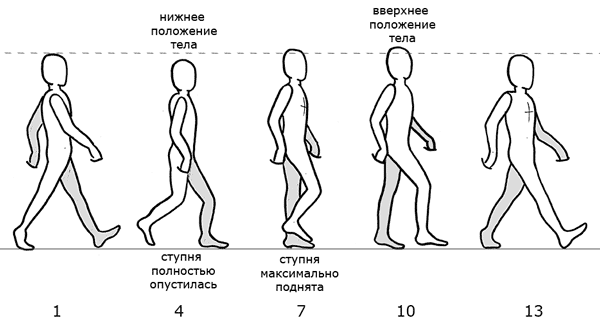 нижнее
положение
тела
вверхнее
положение
тела
ступня
полностью
опустилась
ступня
максимально
поднята
1
4
7
10
13